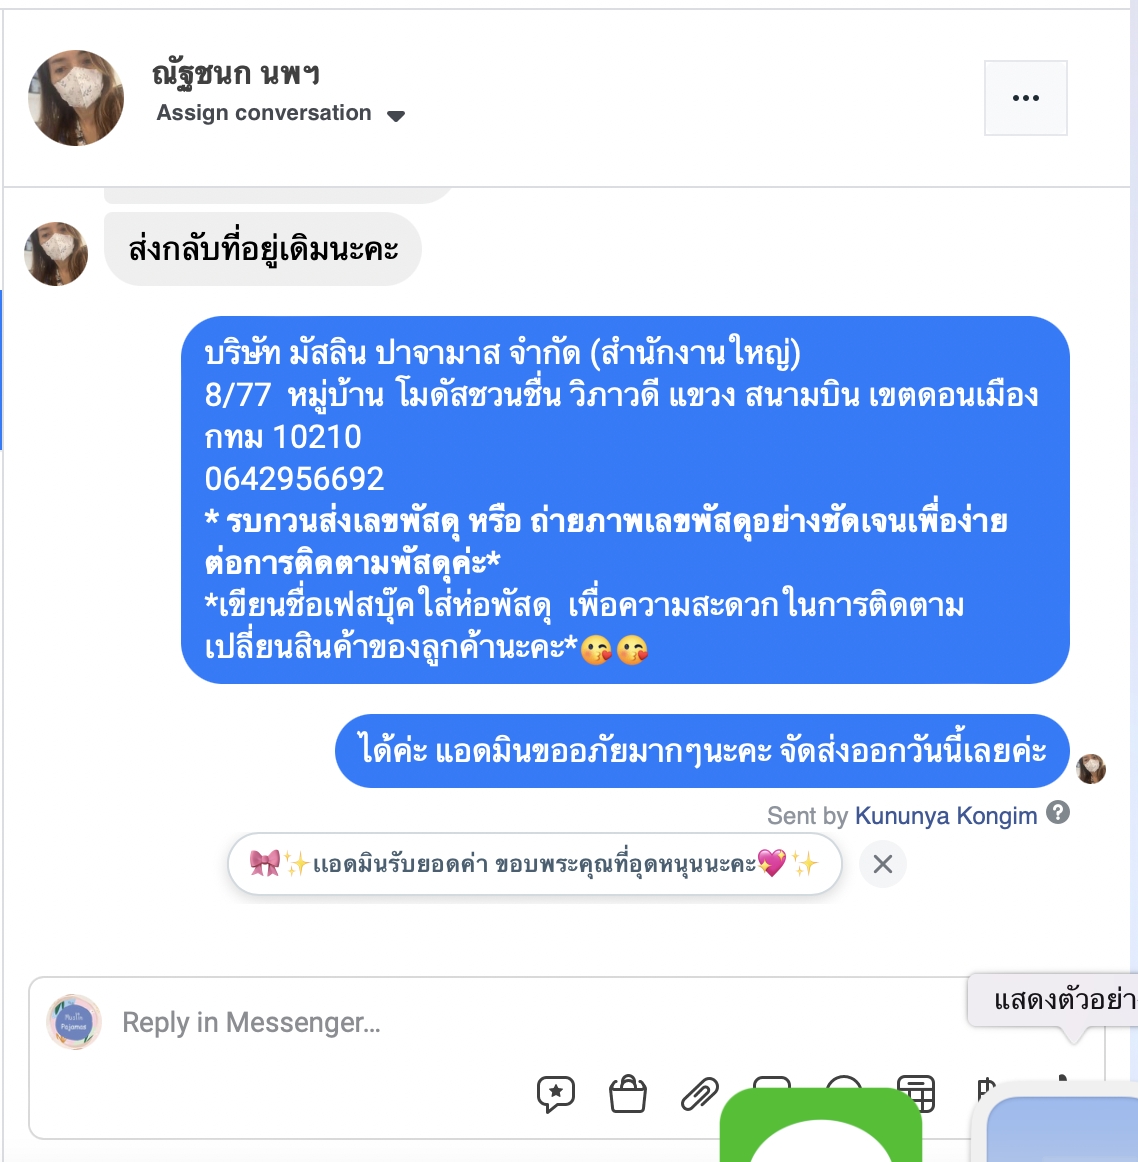 ณัฐชนก นพฯ
Assign conversation
ส่งกลับที่อยู่เดิมนะคะ
บริษัท มัสลิน ปาจามาส จำกัด (สำนักงานใหญ่)
8/77 หมู่บ้าน โมดัสชวนชื่น วิภาวดี แขวง สนามบิน เขตดอนเมือง
กทม 10210
0642956692
* รบกวนส่งเลขพัสดุ หรือ ถ่ายภาพเลขพัสดุอย่างชัดเจนเพื่อง่าย
ต่อการติดตามพัสดุค่ะ*
*เขียนชื่อเฟสบุ๊คใส่ห่อพัสดุ เพื่อความสะดวกในการติดตาม
เปลี่ยนสินค้าของลูกค้านะคะ*😘😘
ได้ค่ะ แอดมินขออภัยมากๆนะคะ จัดส่งออกวันนี้เลยค่ะ
Sent by Kununya Kongim
🎀✨แอดมินรับยอดค่า ขอบพระคุณที่อุดหนุนนะคะ💖✨
แสดงตัวอย่า
Muslin
Pajamas
Reply in Messenger...